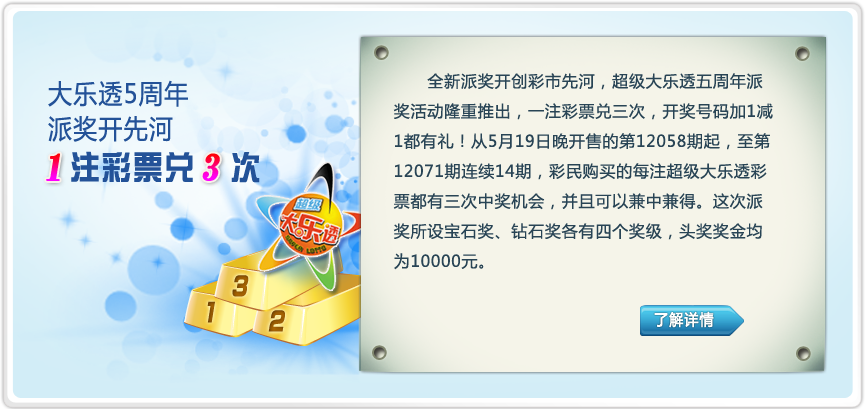 大乐透5周年
派奖开先河
1注彩票兑3次
超级
大乐透
3
1
2
全新派奖开创彩市先河，超级大乐透五周年派
奖活动隆重推出，一注彩票兑三次，开奖号码加1减
1都有礼！从5月19日晚开售的第12058期起，至第
12071期连续14期，彩民购买的每注超级大乐透彩
票都有三次中奖机会，并且可以兼中兼得。这次派
奖所设宝石奖、钻石奖各有四个奖级，头奖奖金均
为10000元。
了解详情